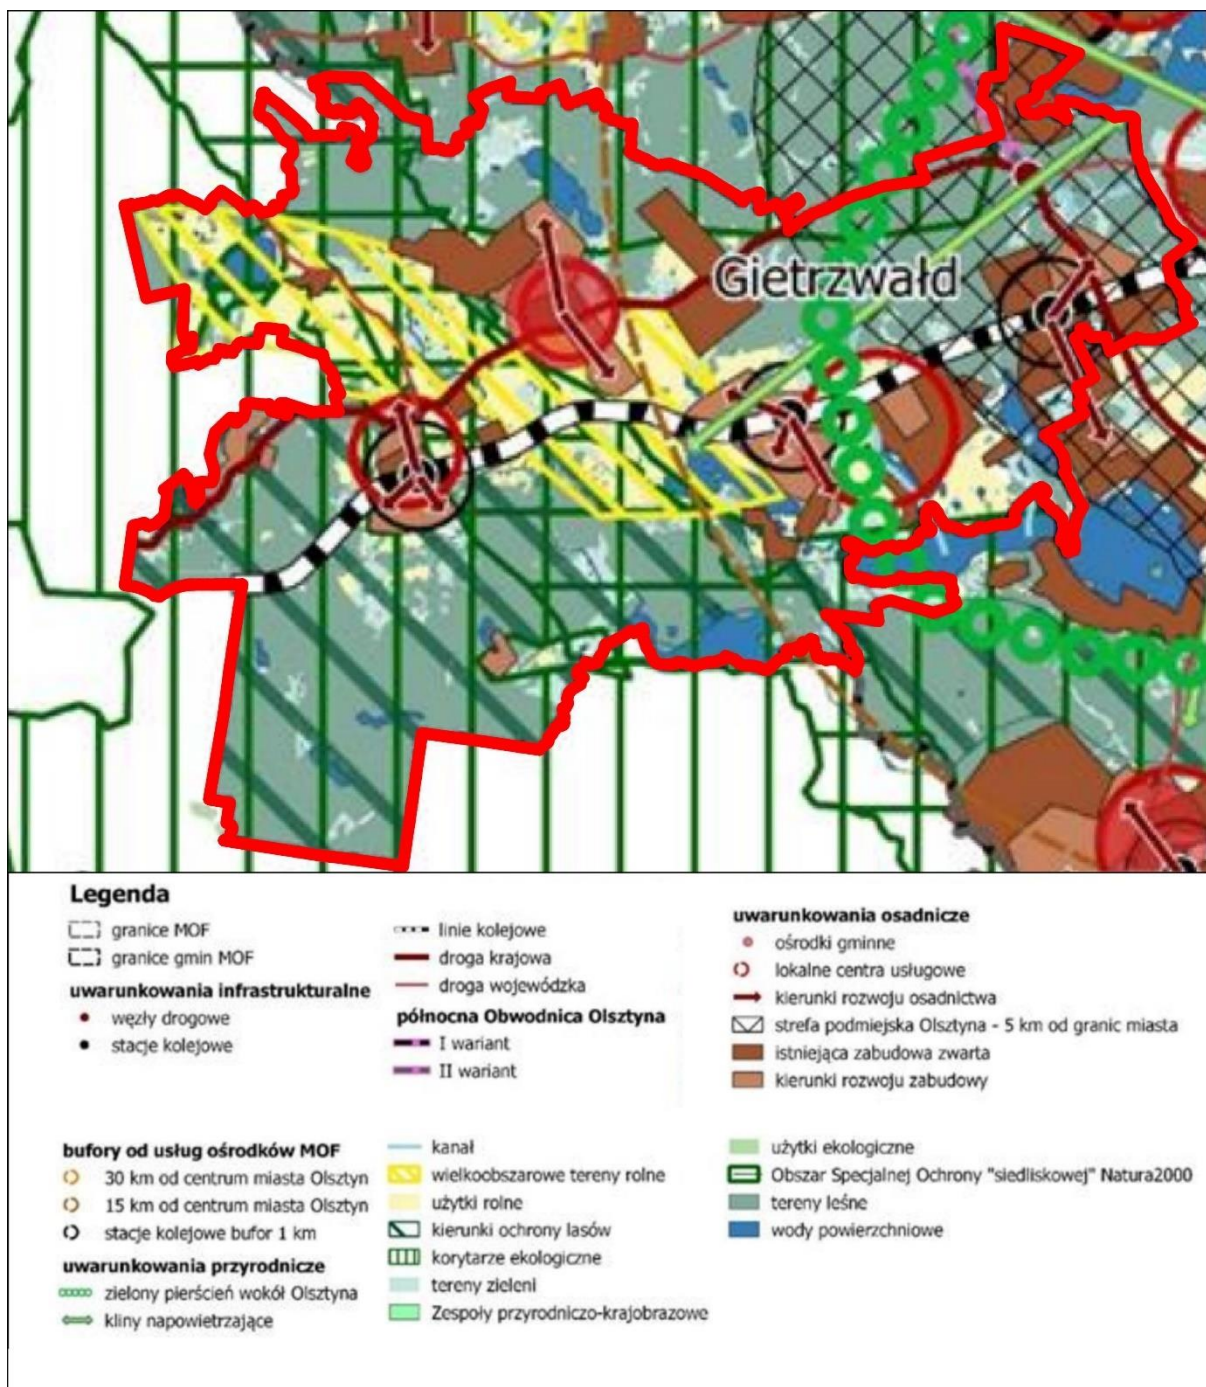 Gietrzwałd
Legenda
granice MOF
granice gmin MOF
uwarunkowania infrastrukturalne
węzły drogowe
stacje kolejowe
linie kolejowe
droga krajowa
droga wojewódzka
północna Obwodnica Olsztyna
I wariant
II wariant
uwarunkowania osadnicze
ośrodki gminne
lokalne centra usługowe
kierunki rozwoju osadnictwa
strefa podmiejska Olsztyna - 5 km od granic miasta
istniejąca zabudowa zwarta
kierunki rozwoju zabudowy
bufory od usług ośrodków MOF
30 km od centrum miasta Olsztyn
15 km od centrum miasta Olsztyn
stacje kolejowe bufor 1 km
uwarunkowania przyrodnicze
zielony pierścień wokół Olsztyna
kliny napowietrzające
kanał
wielkoobszarowe tereny rolne
użytki rolne
kierunki ochrony lasów
korytarze ekologiczne
tereny zieleni
Zespoły przyrodniczo-krajobrazowe
użytki ekologiczne
Obszar Specjalnej Ochrony "siedliskowej" Natura2000
tereny leśne
wody powierzchniowe